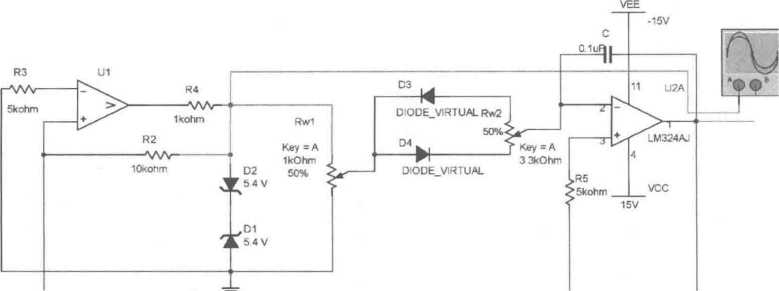 VEE
-15V
C
0.1uF
A
B
R3
5kohm
U1
R4
1kohm
R2
10kohm
D2
5.4 V
D1
5.4 V
Rw1
Key = A
1kOhm
50%
D3
DIODE_VIRTUAL
Rw2
50%
Key = A
3.3kOhm
D4
DIODE_VIRTUAL
11
U2A
2
3
1
LM324AJ
4
R5
5kohm
VCC
15V